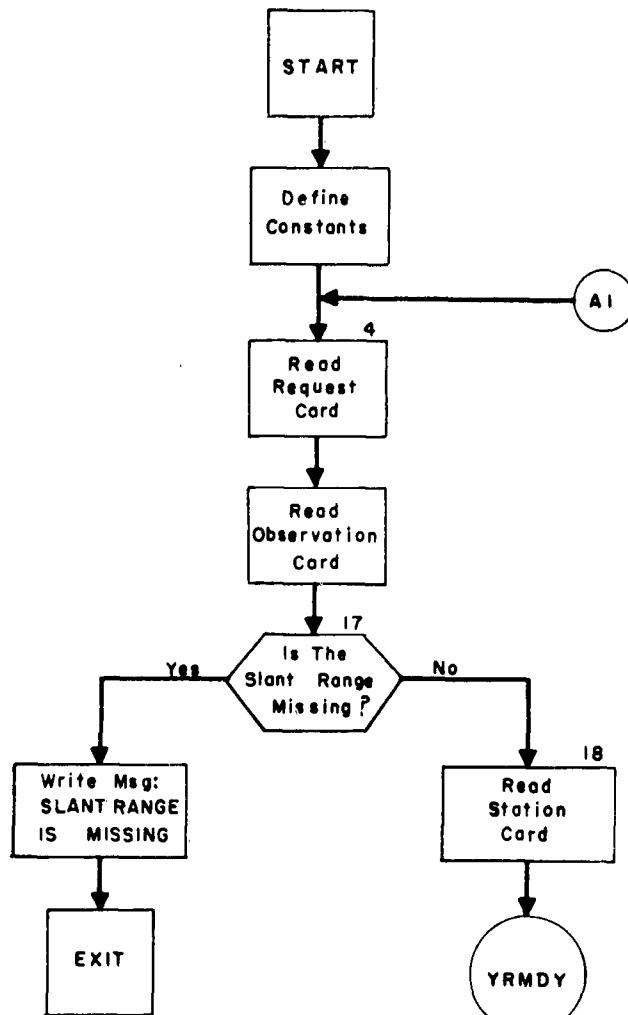 START
Define
Constants
A1
4
Read
Request
Card
Read
Observation
Card
17
Is The
Slant Range
Missing?
Yes
No
Write Msg:
SLANT RANGE
IS MISSING
18
Read
Station
Card
EXIT
YRMDY